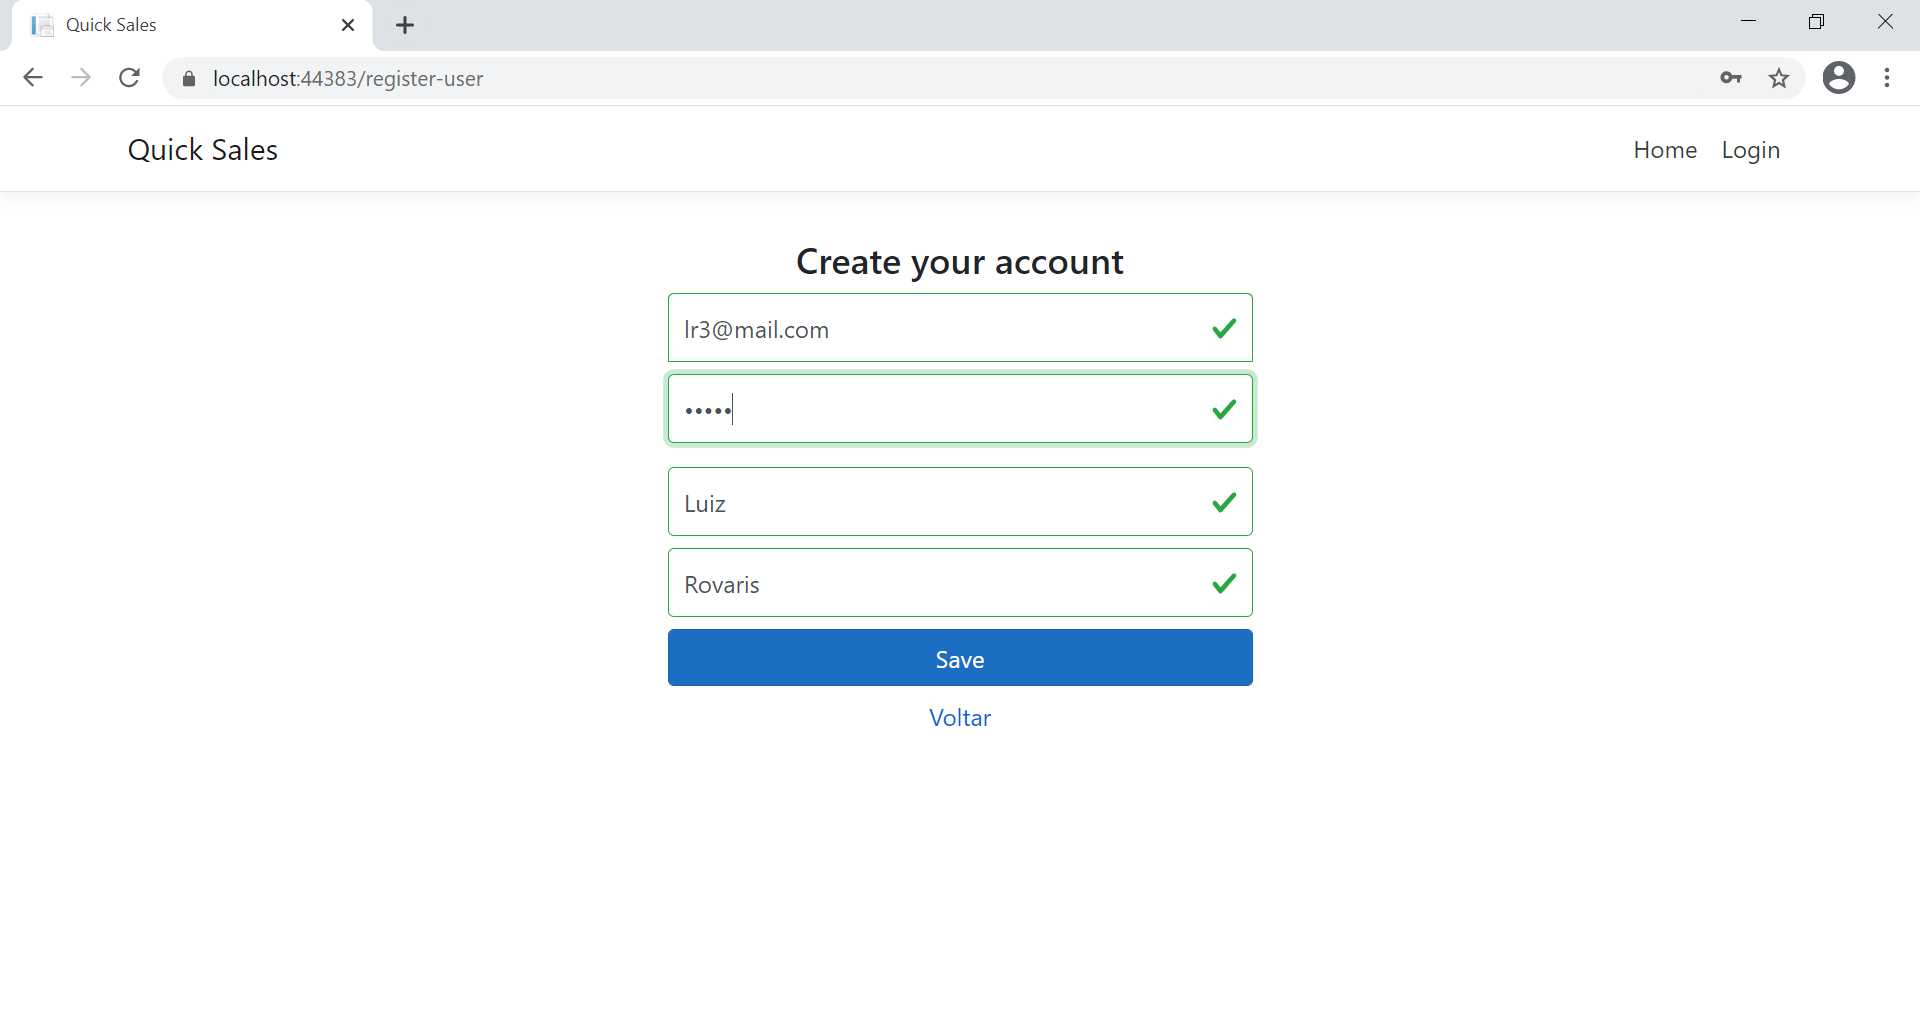 Quick Sales
localhost:44383/register-user
Quick Sales
Home Login
Create your account
lr3@mail.com
•••••
Luiz
Rovaris
Save
Voltar